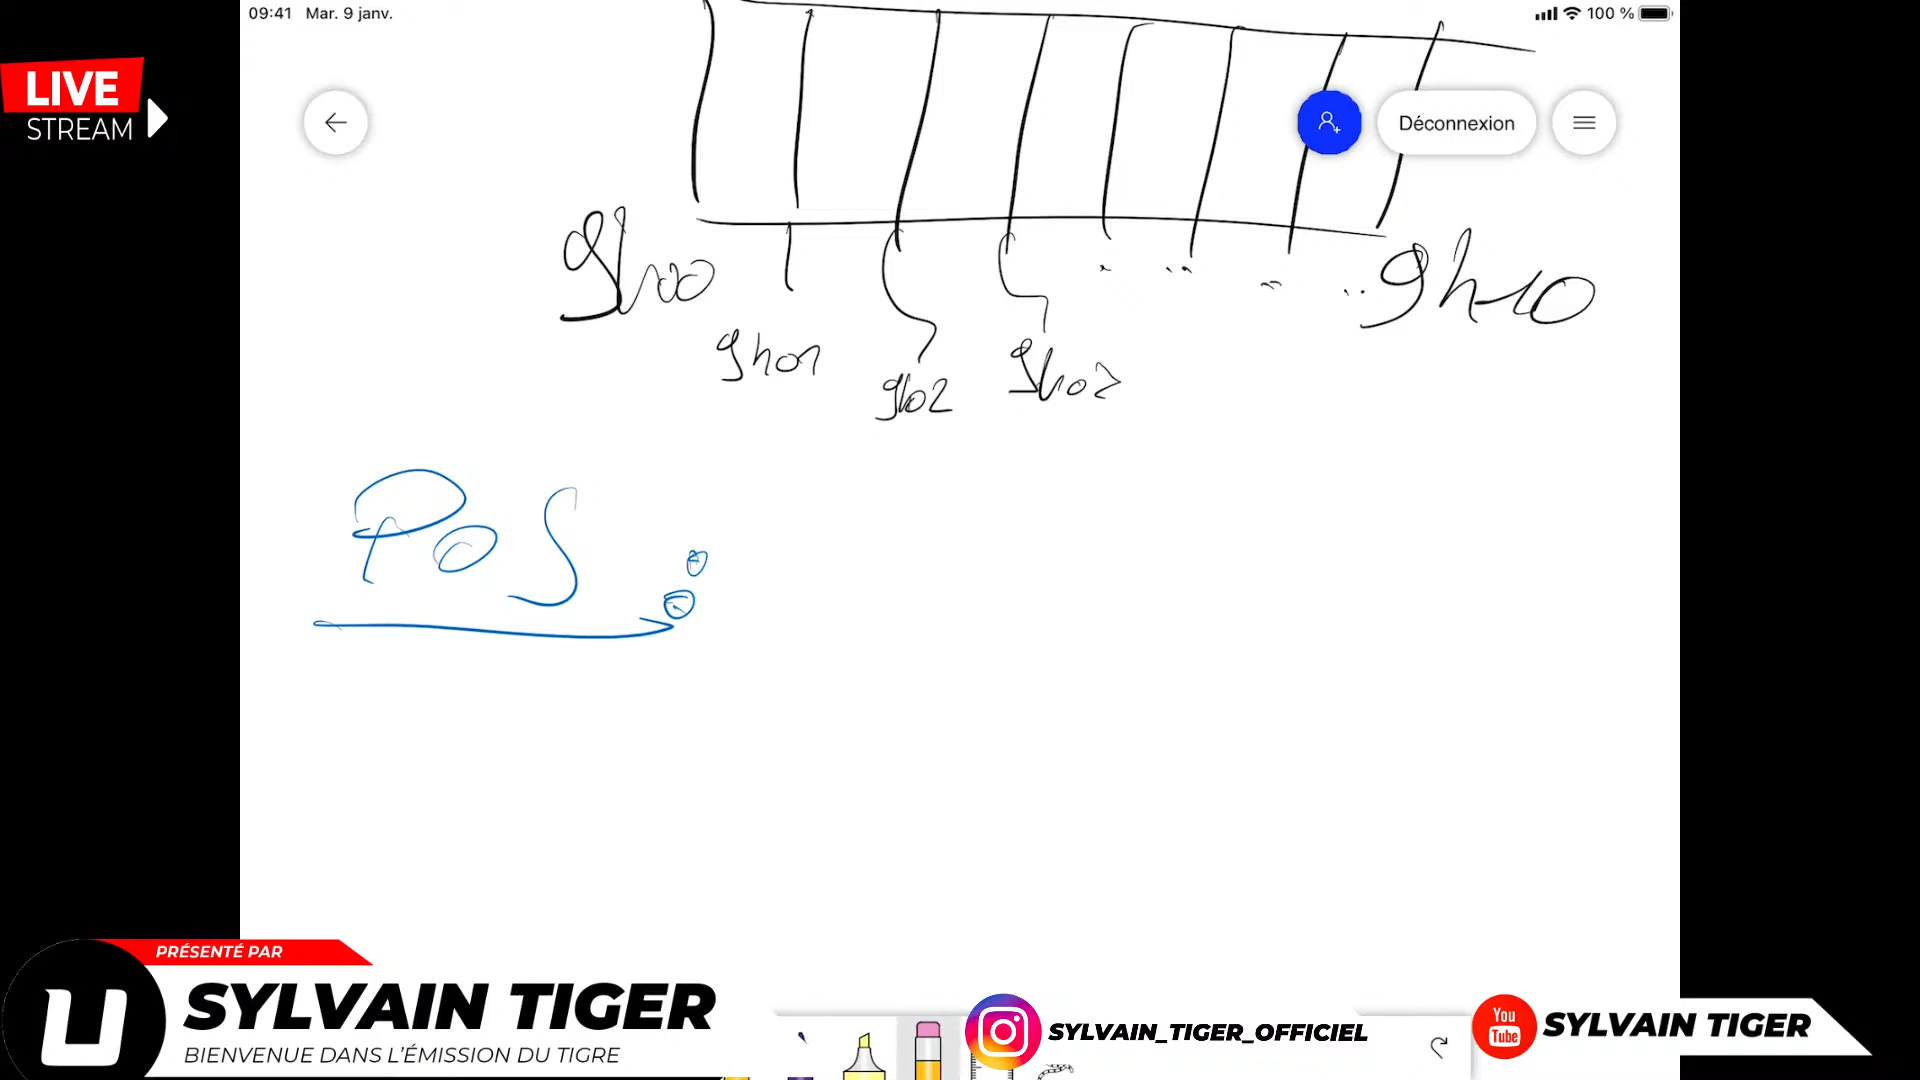 09:41 Mar. 9 janv.
100 %
LIVE
STREAM
Déconnexion
9h00
9h10
9h01
9h02
9h02
PoS :
PRÉSENTÉ PAR
SYLVAIN TIGER
BIENVENUE DANS L'ÉMISSION DU TIGRE
SYLVAIN_TIGER_OFFICIEL
You
Tube
SYLVAIN TIGER